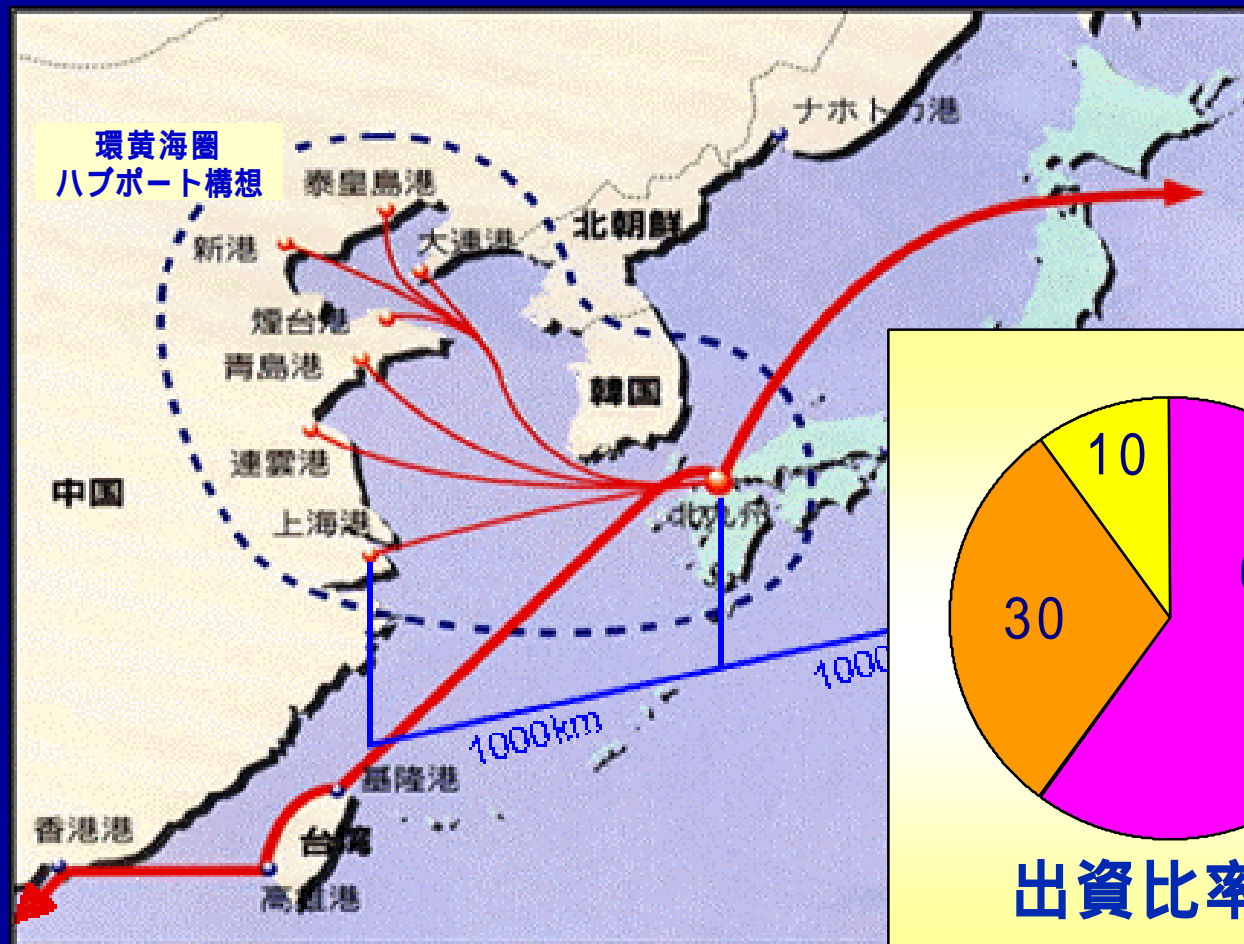 環黄海圏
ハブポート構想
ナホトカ港
泰皇島港
新港
大連港
北朝鮮
煙台港
青島港
韓国
連雲港
中国
上海港
北九州
10
30
1000km
1000
基隆港
香港港
台湾
高雄港
出資比率